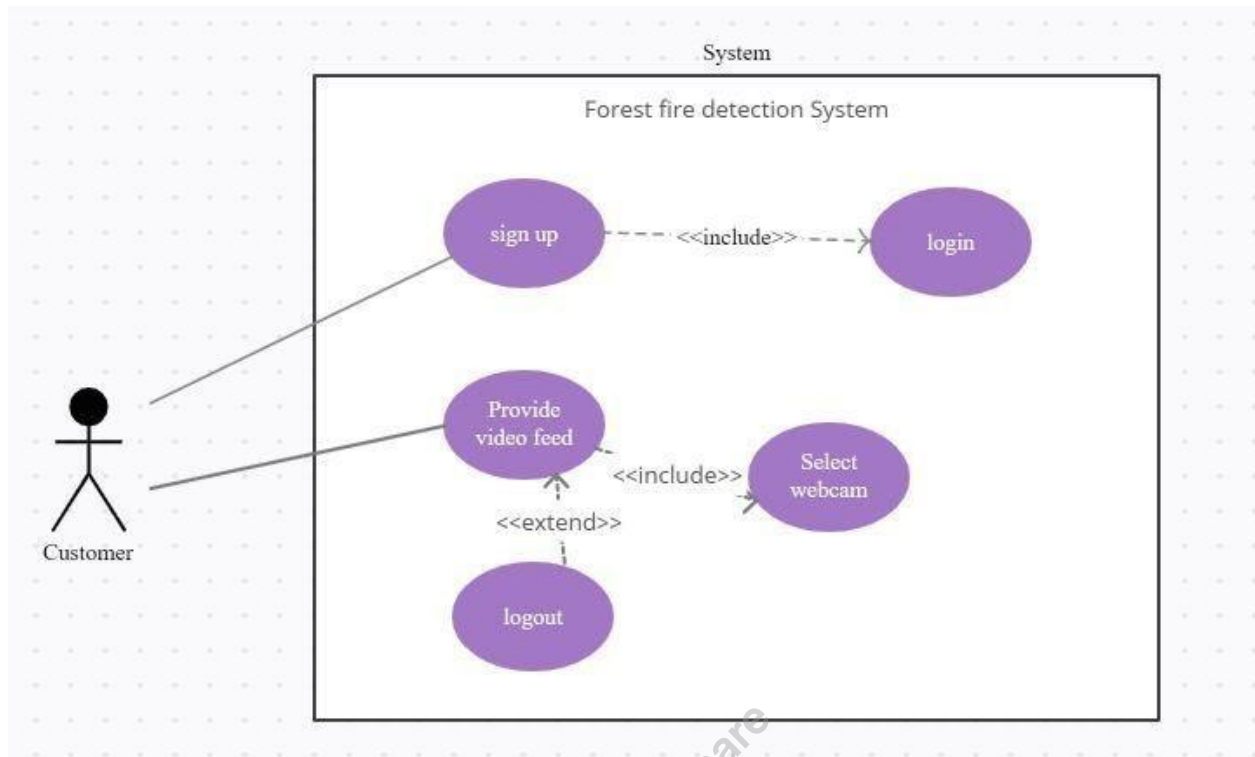 System
Forest fire detection System
sign up
<<include>>
login
Provide
video feed
<<include>>
Select
webcam
<<extend>>
Customer
logout